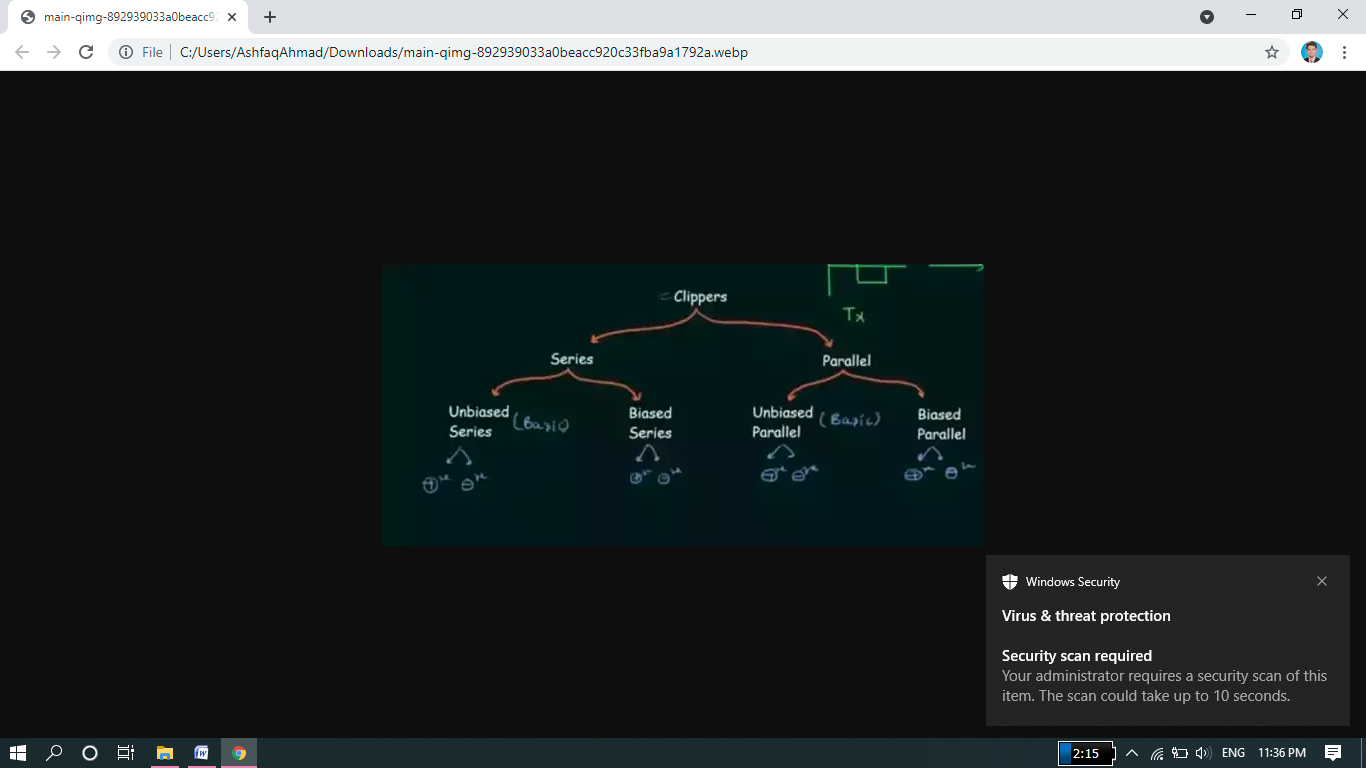 main-qimg-892939033a0beacc92
File
C:/Users/AshfaqAhmad/Downloads/main-qimg-892939033a0beacc920c33fba9a1792a.webp
Clippers
Tx
Series
Parallel
Unbiased Series
(Basic)
Biased Series
Unbiased Parallel
(Basic)
Biased Parallel
Windows Security
Virus & threat protection
Security scan required
Your administrator requires a security scan of this
item. The scan could take up to 10 seconds.
2:15
ENG
11:36 PM